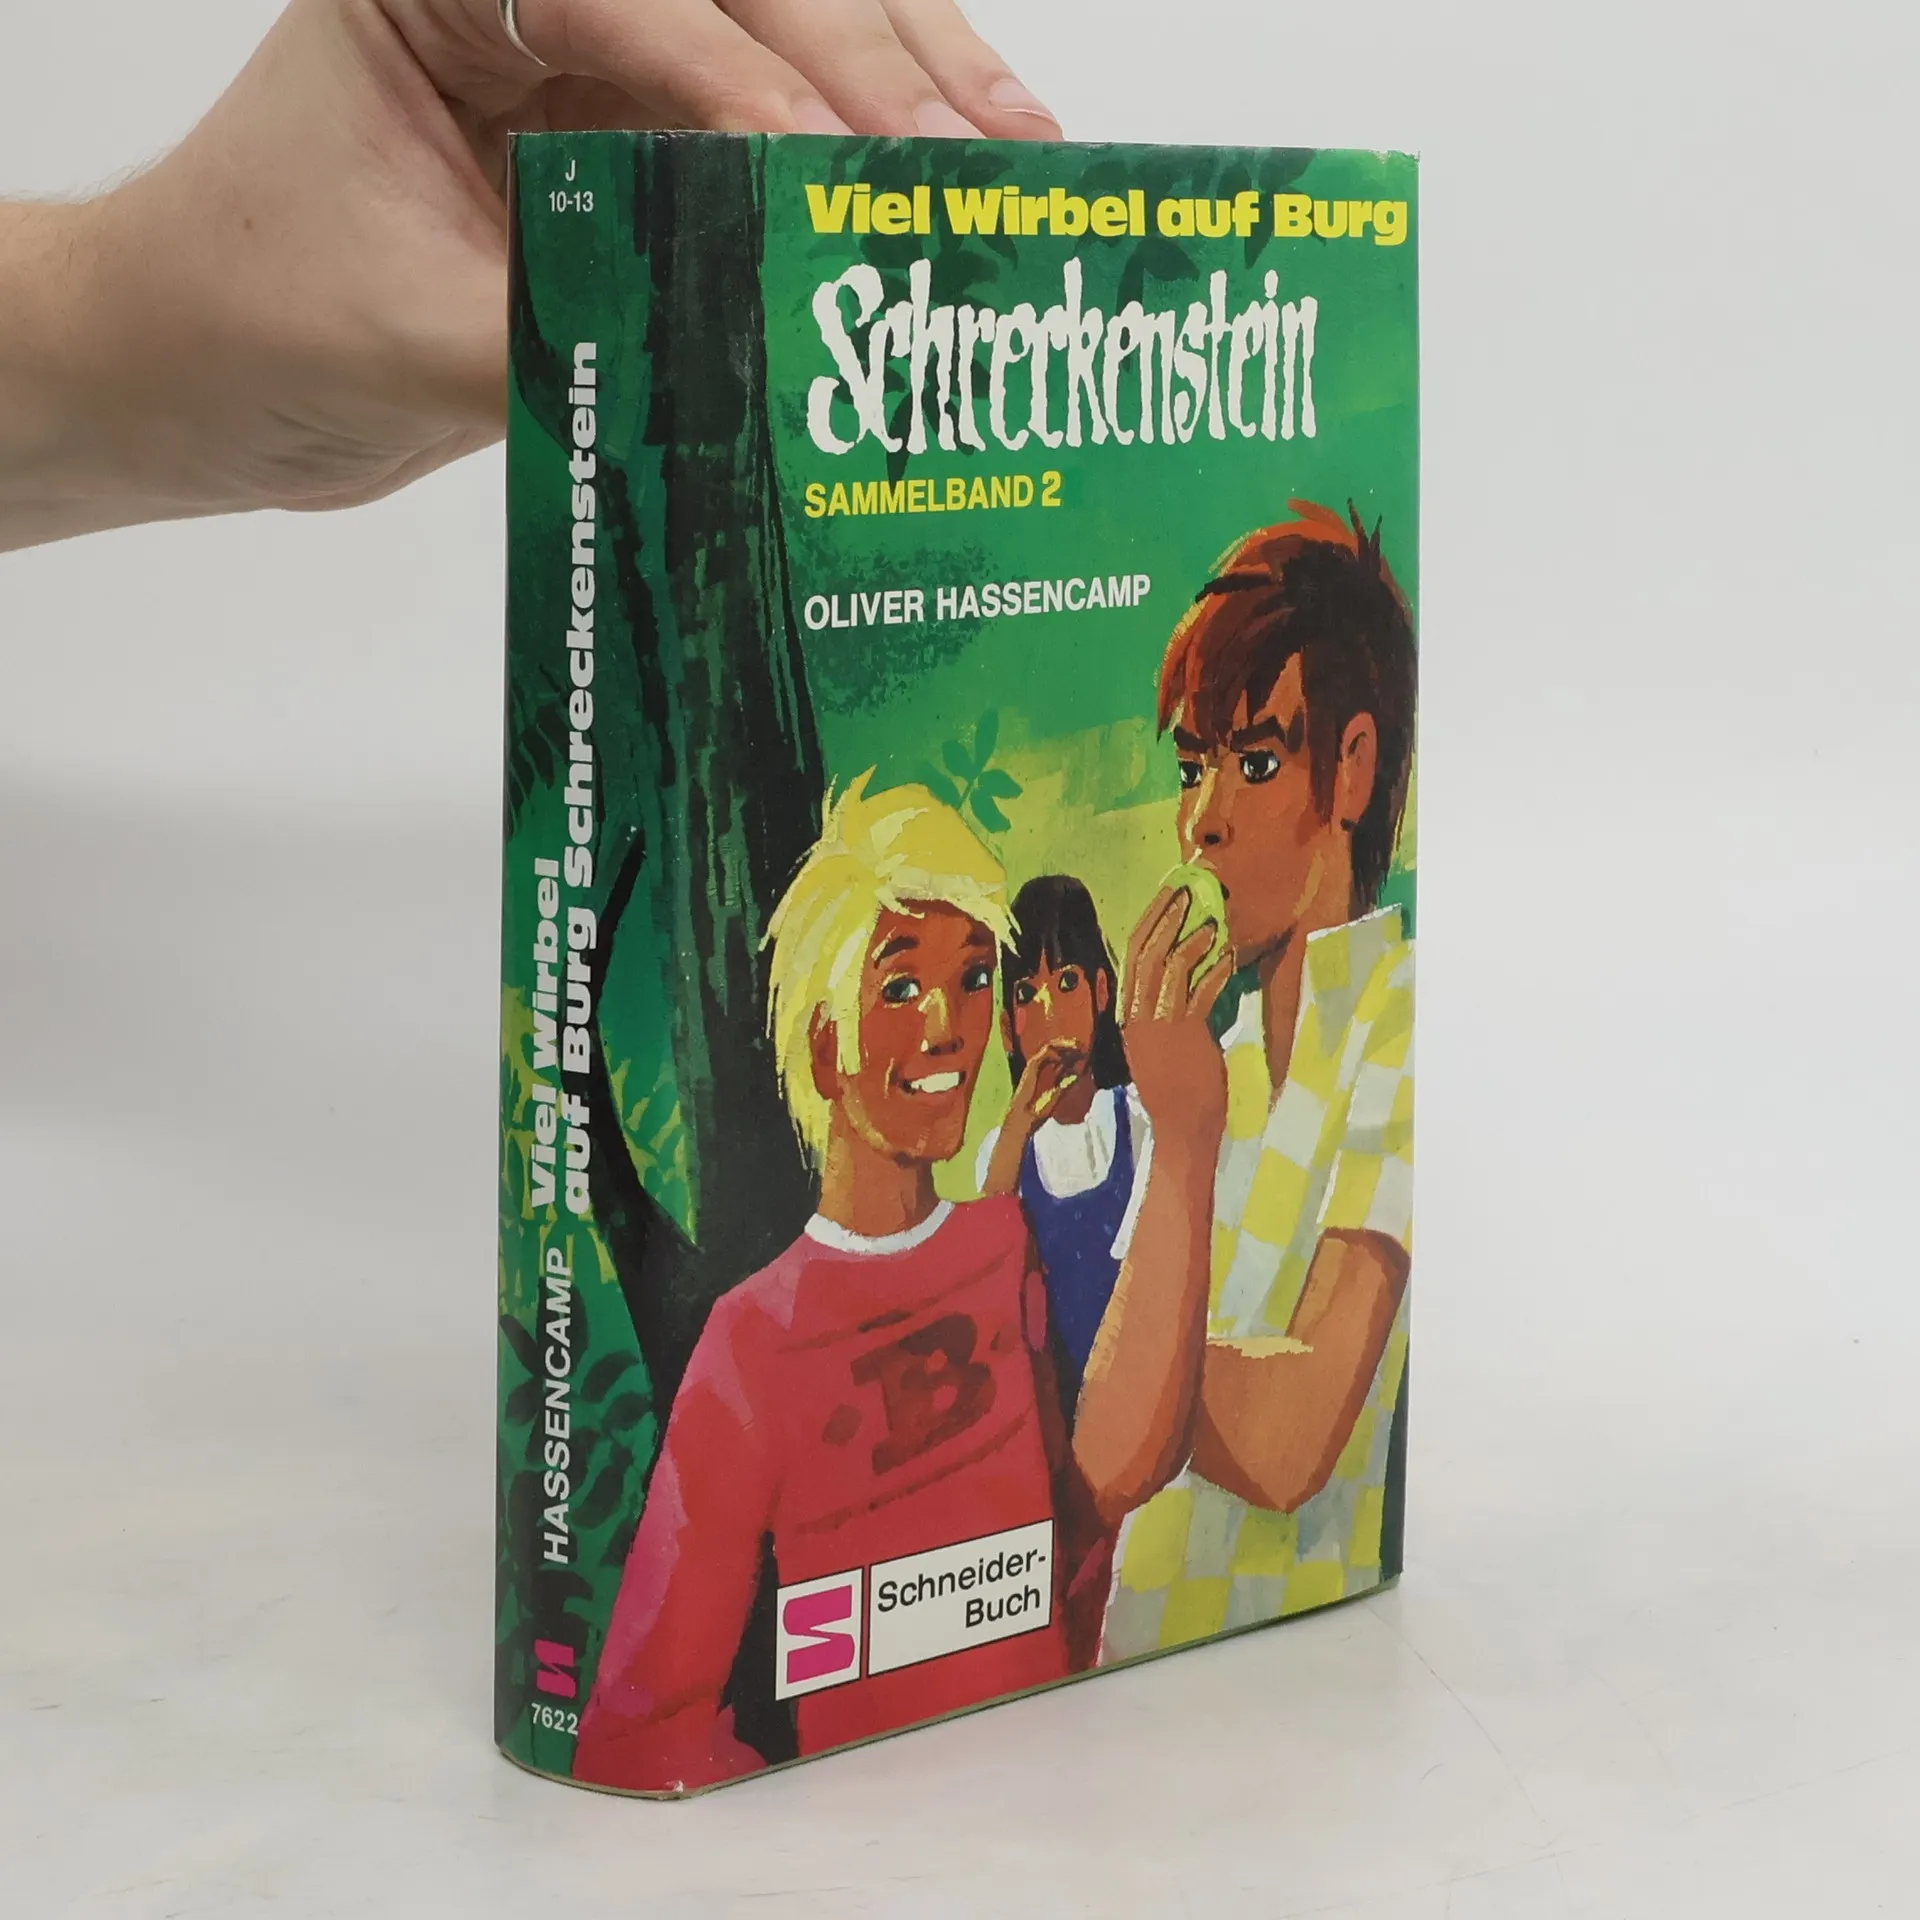 J
10-13
Viel Wirbel
auf Burg Schreckenstein
HASSENCAMP
7622
Viel Wirbel auf Burg
Schreckenstein
SAMMELBAND 2
OLIVER HASSENCAMP
B
Schneider-
Buch